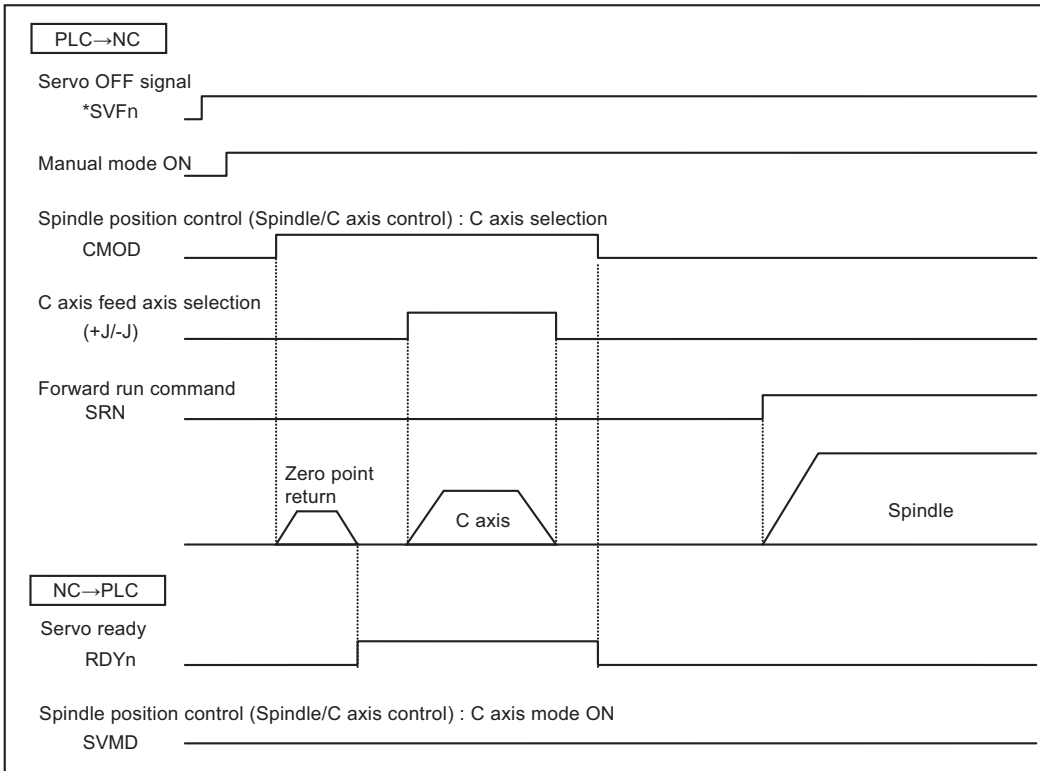 PLC→NC
Servo OFF signal
*SVFn
Manual mode ON
Spindle position control (Spindle/C axis control) : C axis selection
CMOD
C axis feed axis selection
(+J/-J)
Forward run command
SRN
Zero point
return
C axis
Spindle
NC→PLC
Servo ready
RDYn
Spindle position control (Spindle/C axis control) : C axis mode ON
SVMD